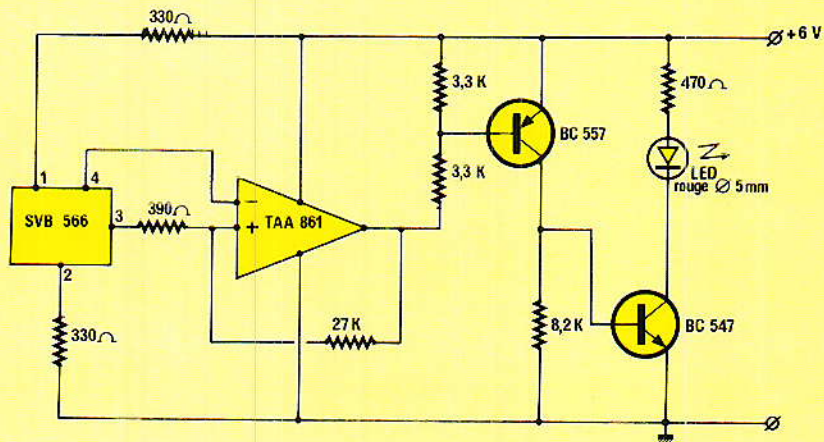 330Ω
+6 V
3,3 K
470Ω
BC 557
1
4
3,3 K
LED
rouge Ø 5mm
SVB 566
3
390Ω
−
+
TAA 861
2
330Ω
27 K
8,2 K
BC 547